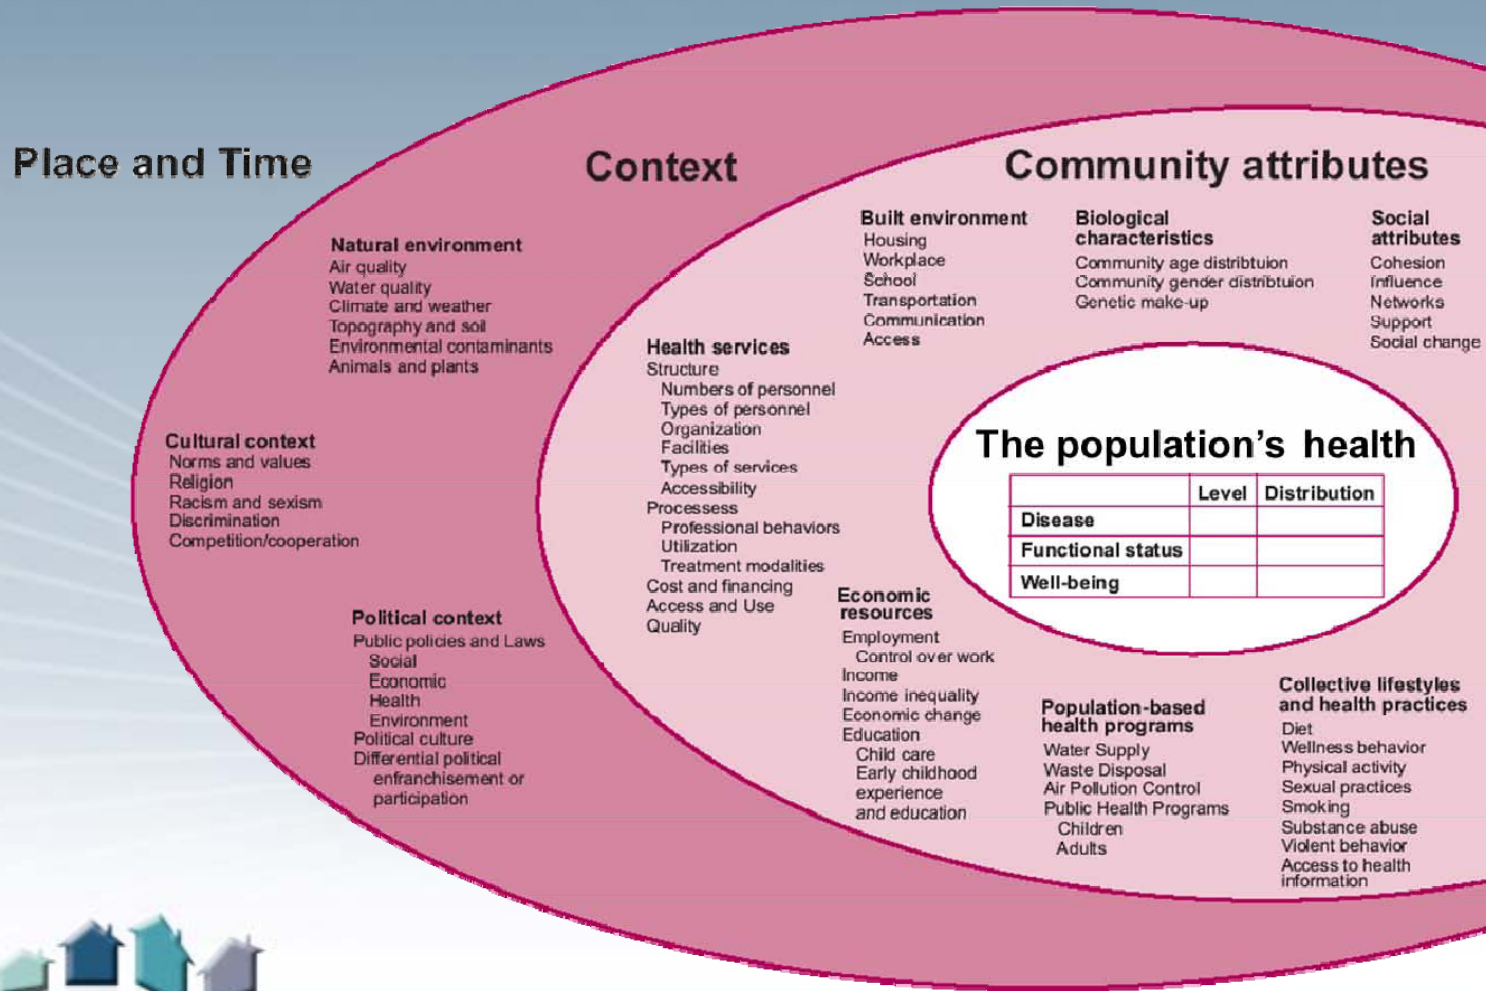 Place and Time
Context
Community attributes
Natural environment
Air quality
Water quality
Climate and weather
Topography and soil
Environmental contaminants
Animals and plants
Cultural context
Norms and values
Religion
Racism and sexism
Discrimination
Competition/cooperation
Political context
Public policies and Laws
Social
Economic
Health
Environment
Political culture
Differential political
enfranchisement or
participation
Built environment
Housing
Workplace
School
Transportation
Communication
Access
Biological
characteristics
Community age distribtuion
Community gender distribtuion
Genetic make-up
Social
attributes
Cohesion
Influence
Networks
Support
Social change
Health services
Structure
Numbers of personnel
Types of personnel
Organization
Facilities
Types of services
Accessibility
Processess
Professional behaviors
Utilization
Treatment modalities
Cost and financing
Access and Use
Quality
The population's health
Level Distribution
Disease
Functional status
Well-being
Economic
resources
Employment
Control over work
Income
Income inequality
Economic change
Education
Child care
Early childhood
experience
and education
Population-based
health programs
Water Supply
Waste Disposal
Air Pollution Control
Public Health Programs
Children
Adults
Collective lifestyles
and health practices
Diet
Wellness behavior
Physical activity
Sexual practices
Smoking
Substance abuse
Violent behavior
Access to health
information